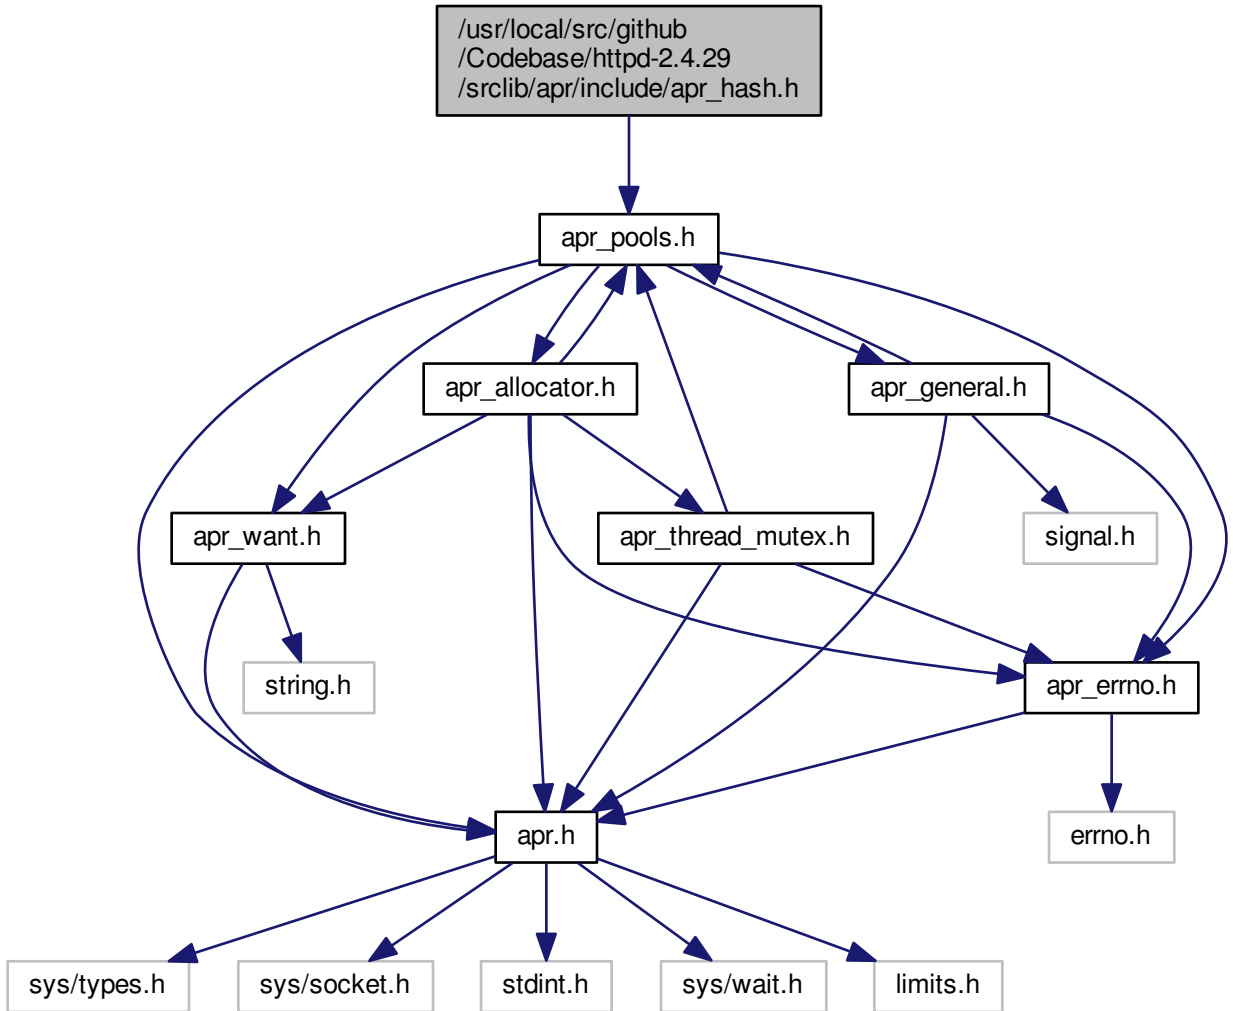 /usr/local/src/github
/Codebase/httpd-2.4.29
/srclib/apr/include/apr_hash.h
apr_pools.h
apr_allocator.h
apr_general.h
apr_want.h
apr_thread_mutex.h
signal.h
string.h
apr_errno.h
apr.h
errno.h
sys/types.h
sys/socket.h
stdint.h
sys/wait.h
limits.h